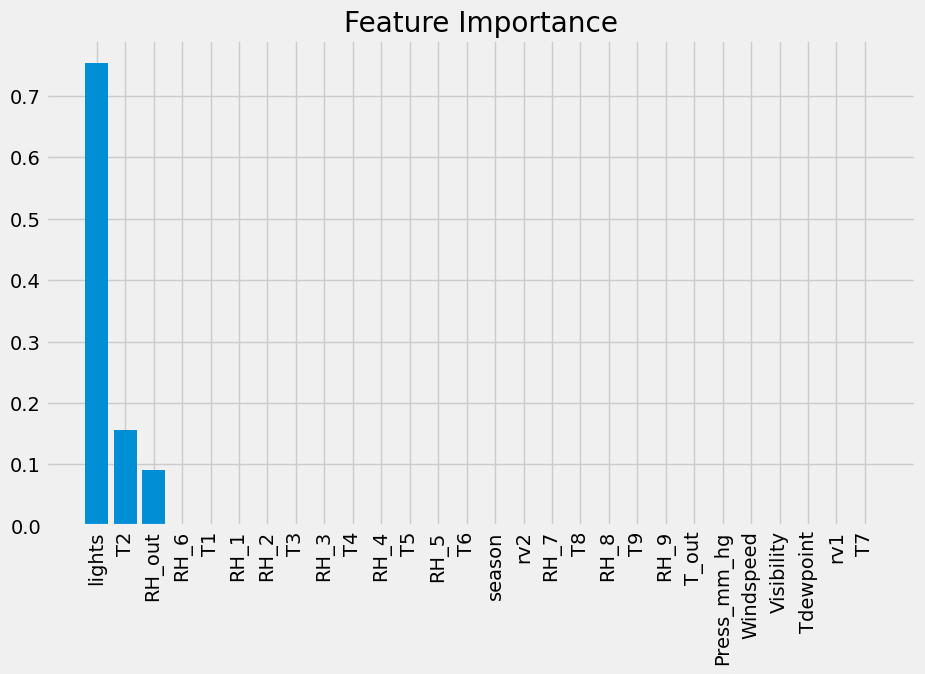 Feature Importance
0.7
0.6
0.5
0.4
0.3
0.2
0.1
0.0
lights
T2
RH_out
RH_6
T1
RH_1
RH_2
T3
RH_3
T4
RH_4
T5
RH_5
T6
season
rv2
RH_7
T8
RH_8
T9
RH_9
T_out
Press_mm_hg
Windspeed
Visibility
Tdewpoint
rv1
T7